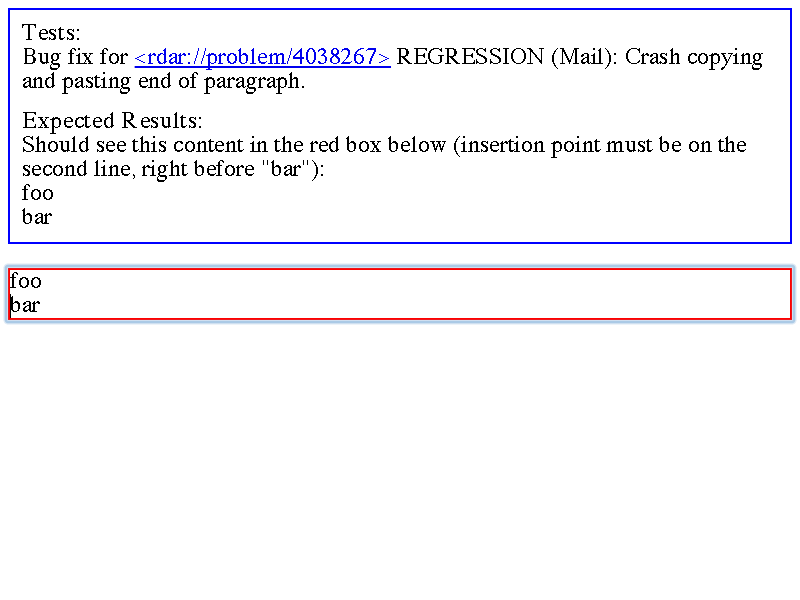 Tests:
Bug fix for <rdar://problem/4038267> REGRESSION (Mail): Crash copying
and pasting end of paragraph.
Expected Results:
Should see this content in the red box below (insertion point must be on the
second line, right before "bar"):
foo
bar
foo
bar